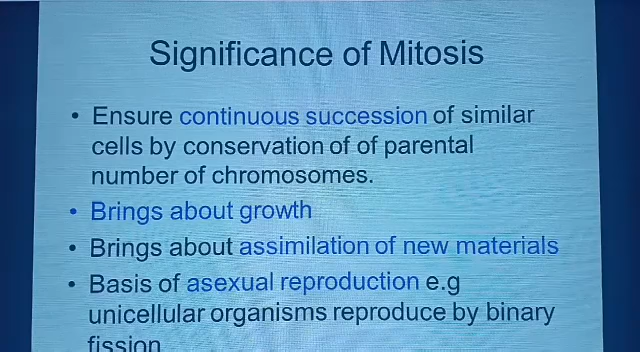 Significance of Mitosis
• Ensure continuous succession of similar
cells by conservation of of parental
number of chromosomes.
• Brings about growth
• Brings about assimilation of new materials
• Basis of asexual reproduction e.g
unicellular organisms reproduce by binary
fission